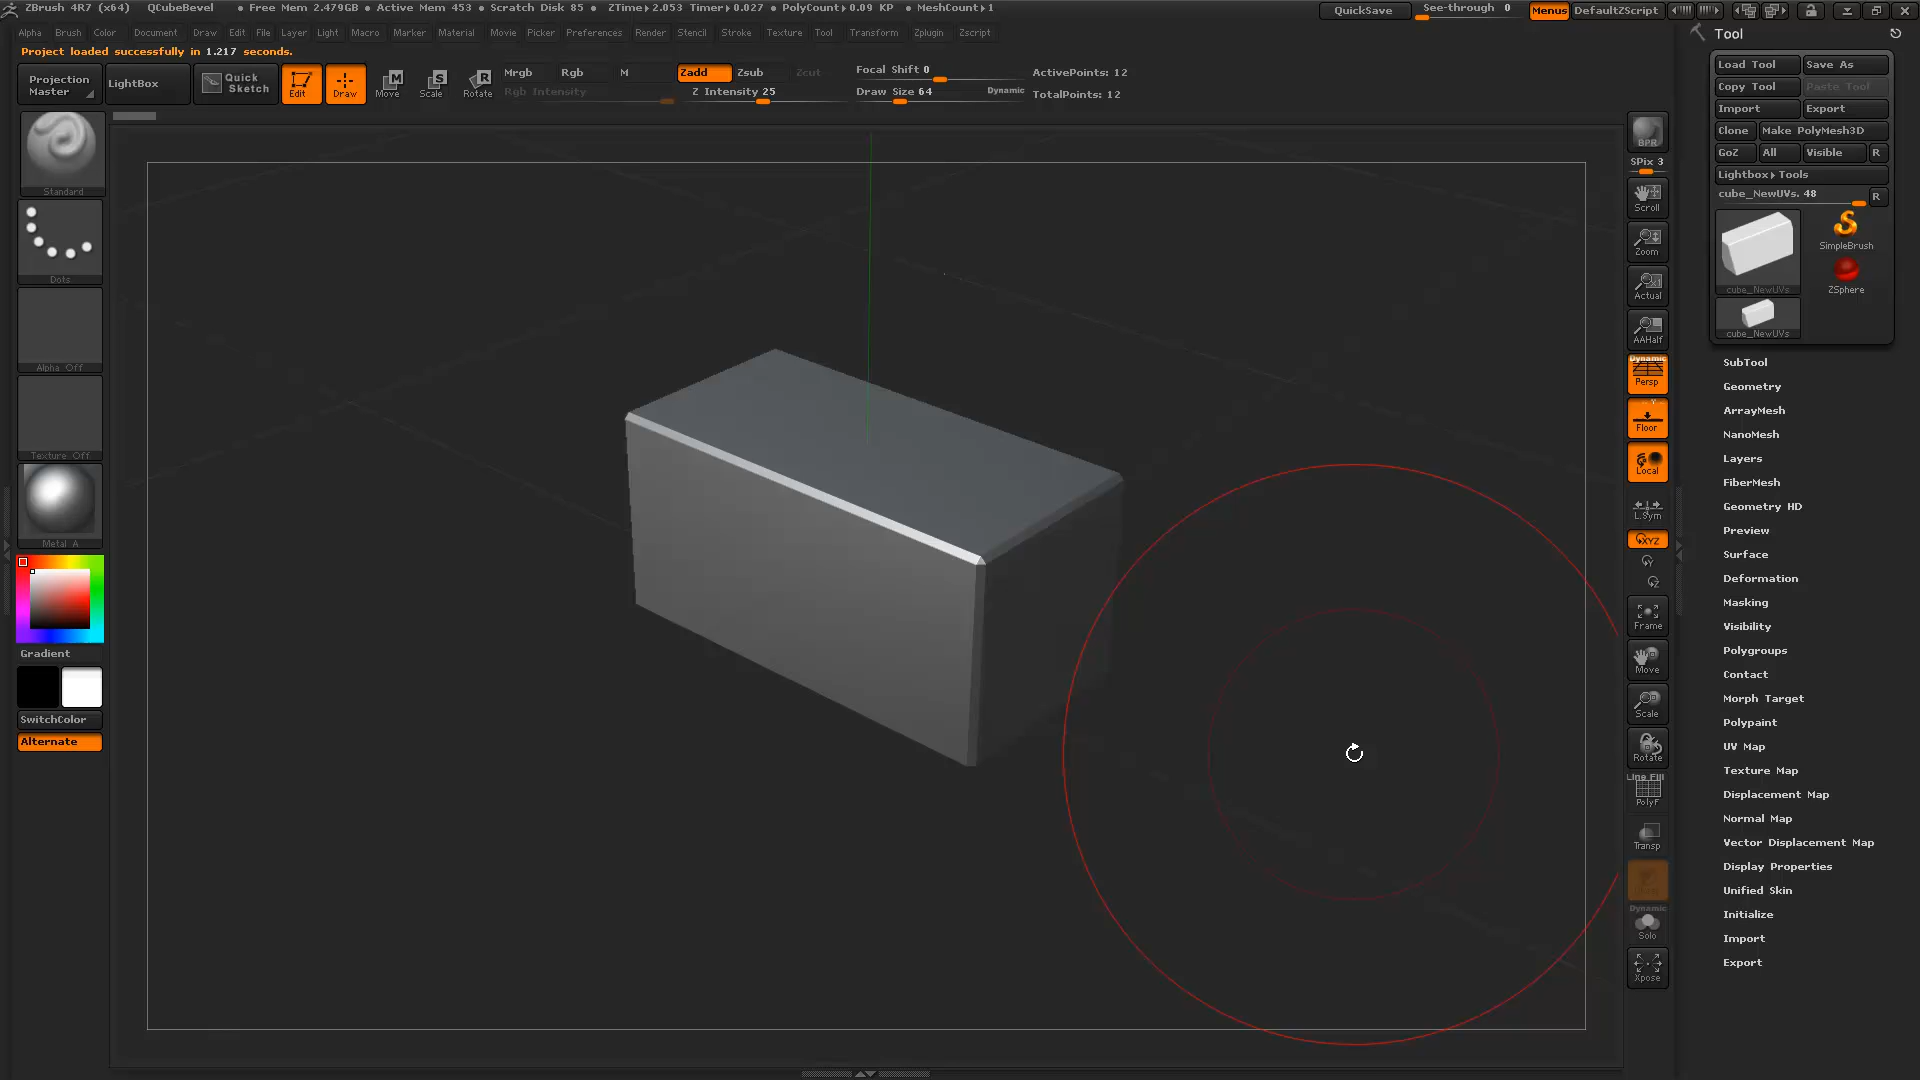 ZBrush 4R7 (x64) QCubeBevel • Free Mem 2.479GB • Active Mem 453 • Scratch Disk 85 • ZTime▸2.053 Timer▸0.027 • PolyCount▸0.09 KP • MeshCount▸1 QuickSave See-through 0 Menus DefaultZScript
Alpha Brush Color Document Draw Edit File Layer Light Macro Marker Material Movie Picker Preferences Render Stencil Stroke Texture Tool Transform Zplugin Zscript
Project loaded successfully in 1.217 seconds.
Projection Master
LightBox
Quick Sketch
Edit
Draw
Move
Scale
Rotate
Mrgb Rgb M
Rgb Intensity
Zadd Zsub Zcut
Z Intensity 25
Focal Shift 0
Draw Size 64 Dynamic
ActivePoints: 12
TotalPoints: 12
Standard
Dots
Alpha Off
Texture Off
Metal A
Gradient
SwitchColor
Alternate
BPR
SPix 3
Scroll
Zoom
Actual
AAHalf
Dynamic
Persp
Floor
Local
L.Sym
XYZ
Y
Z
Frame
Move
Scale
Rotate
Line Fill
PolyF
Transp
Dynamic
Solo
Xpose
Tool
Load Tool Save As
Copy Tool Paste Tool
Import Export
Clone Make PolyMesh3D
GoZ All Visible R
Lightbox▸Tools
cube_NewUVs. 48 R
cube_NewUVs
SimpleBrush
ZSphere
cube_NewUVs
SubTool
Geometry
ArrayMesh
NanoMesh
Layers
FiberMesh
Geometry HD
Preview
Surface
Deformation
Masking
Visibility
Polygroups
Contact
Morph Target
Polypaint
UV Map
Texture Map
Displacement Map
Normal Map
Vector Displacement Map
Display Properties
Unified Skin
Initialize
Import
Export